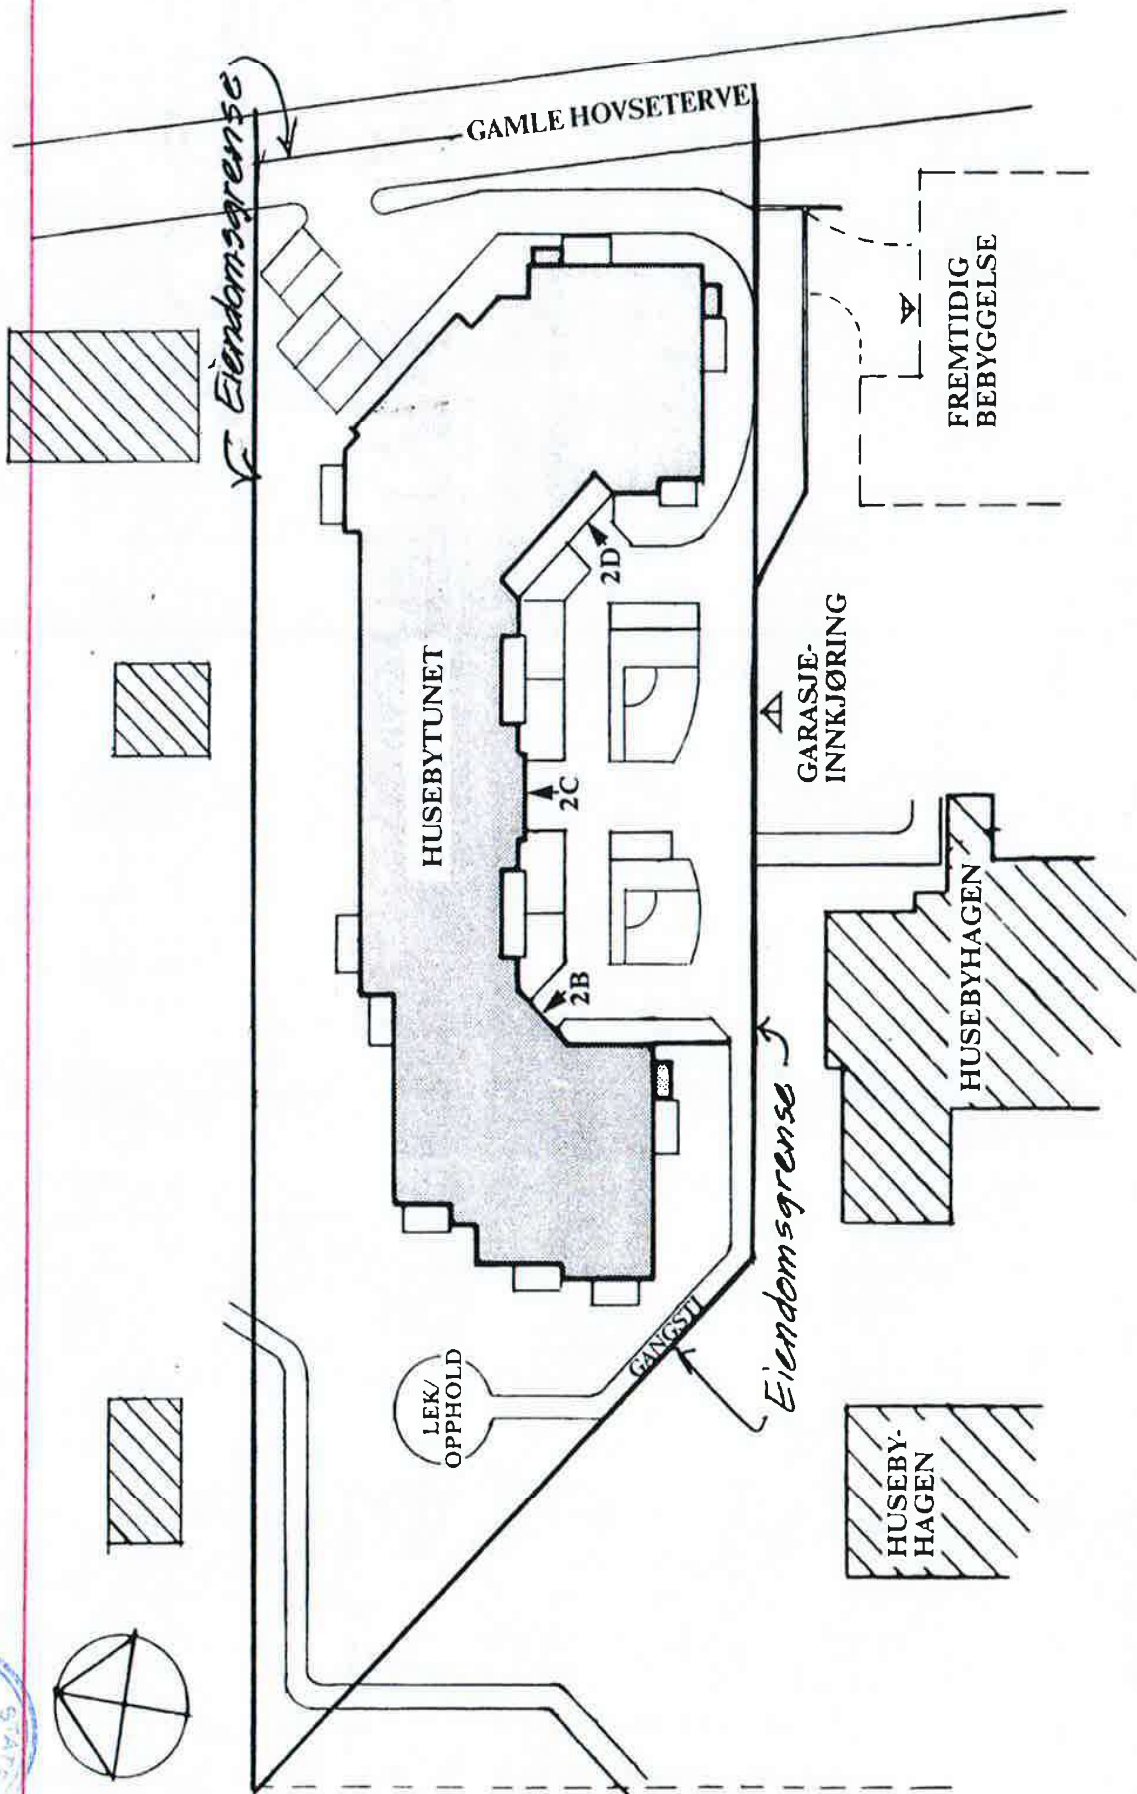 Eiendomsgrense
GAMLE HOVSETERVEI
FREMTIDIG
BEBYGGELSE
2D
HUSEBYTUNET
GARASJE-
INNKJØRING
2C
2B
HUSEBYHAGEN
Eiendomsgrense
GANGSTI
LEK/
OPPHOLD
HUSEBY-
HAGEN